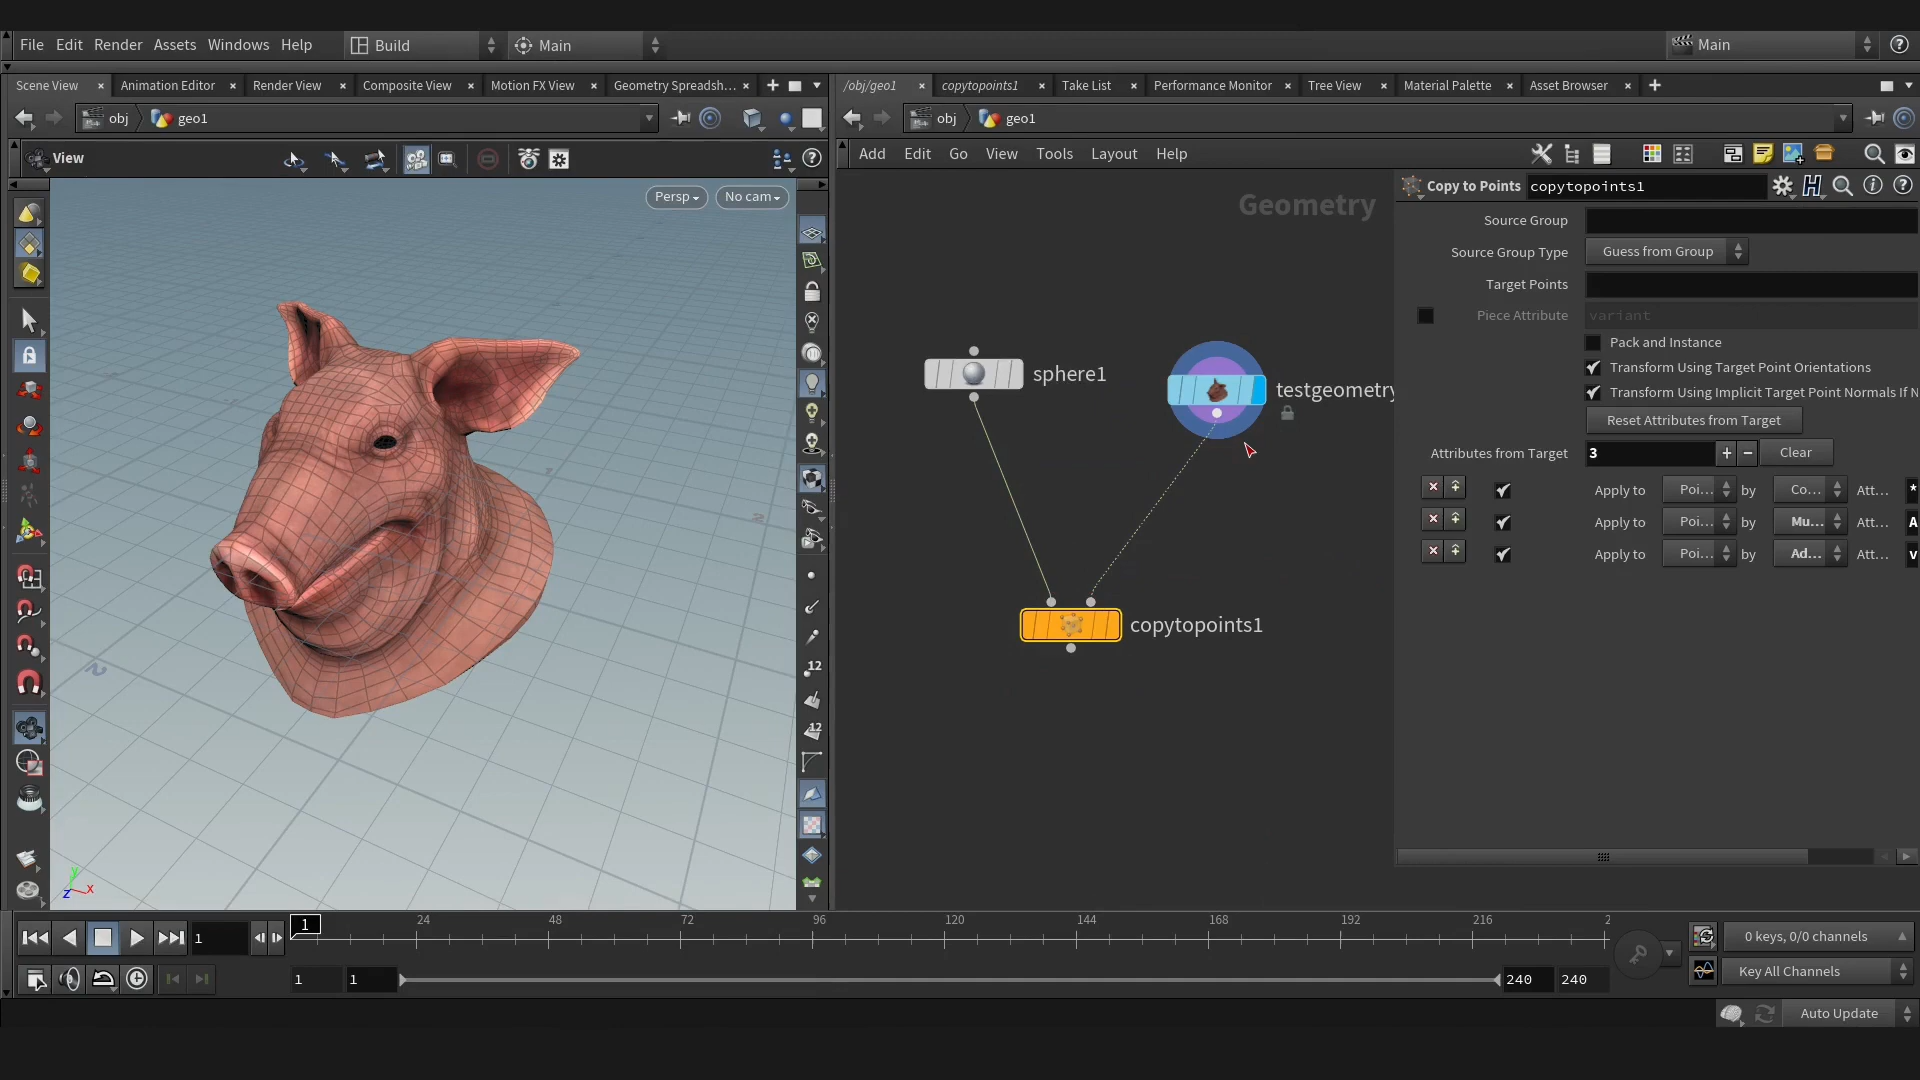 File Edit Render Assets Windows Help Build Main Main
Scene View Animation Editor Render View Composite View Motion FX View Geometry Spreadsh...
/obj/geo1 copytopoints1 Take List Performance Monitor Tree View Material Palette Asset Browser
obj geo1
obj geo1
View
Add Edit Go View Tools Layout Help
Persp No cam
Geometry
Copy to Points copytopoints1
Source Group
Source Group Type Guess from Group
Target Points
Piece Attribute variant
Pack and Instance
Transform Using Target Point Orientations
Transform Using Implicit Target Point Normals If N
Reset Attributes from Target
Attributes from Target 3 + − Clear
Apply to Poi... by Co... Att... *
Apply to Poi... by Mu... Att... A
Apply to Poi... by Ad... Att... v
sphere1
testgeometry
copytopoints1
12
12
y
z x
1 1 24 48 72 96 120 144 168 192 216 2
0 keys, 0/0 channels
1 1 240 240 Key All Channels
Auto Update